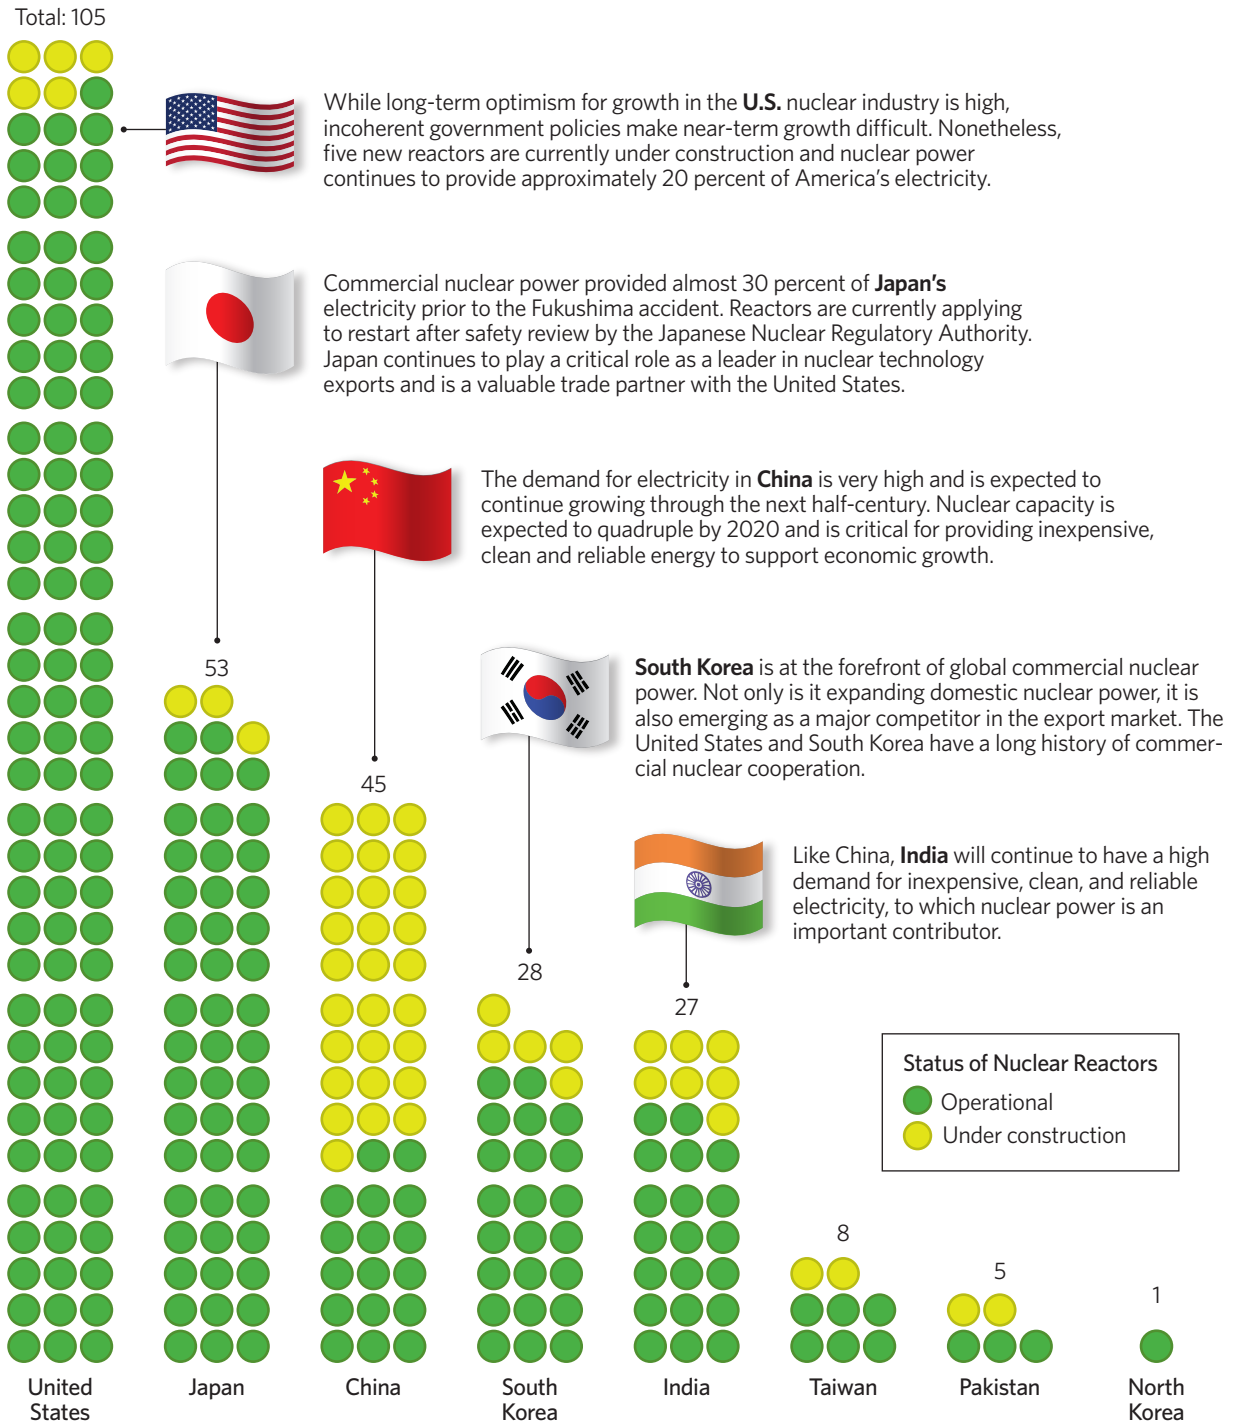 Total: 105
While long-term optimism for growth in the U.S. nuclear industry is high,
incoherent government policies make near-term growth difficult. Nonetheless,
five new reactors are currently under construction and nuclear power
continues to provide approximately 20 percent of America’s electricity.
Commercial nuclear power provided almost 30 percent of Japan’s
electricity prior to the Fukushima accident. Reactors are currently applying
to restart after safety review by the Japanese Nuclear Regulatory Authority.
Japan continues to play a critical role as a leader in nuclear technology
exports and is a valuable trade partner with the United States.
The demand for electricity in China is very high and is expected to
continue growing through the next half-century. Nuclear capacity is
expected to quadruple by 2020 and is critical for providing inexpensive,
clean and reliable energy to support economic growth.
53
South Korea is at the forefront of global commercial nuclear
power. Not only is it expanding domestic nuclear power, it is
also emerging as a major competitor in the export market. The
United States and South Korea have a long history of commer-
cial nuclear cooperation.
45
Like China, India will continue to have a high
demand for inexpensive, clean, and reliable
electricity, to which nuclear power is an
important contributor.
28
27
Status of Nuclear Reactors
Operational
Under construction
8
5
1
United
States
Japan
China
South
Korea
India
Taiwan
Pakistan
North
Korea